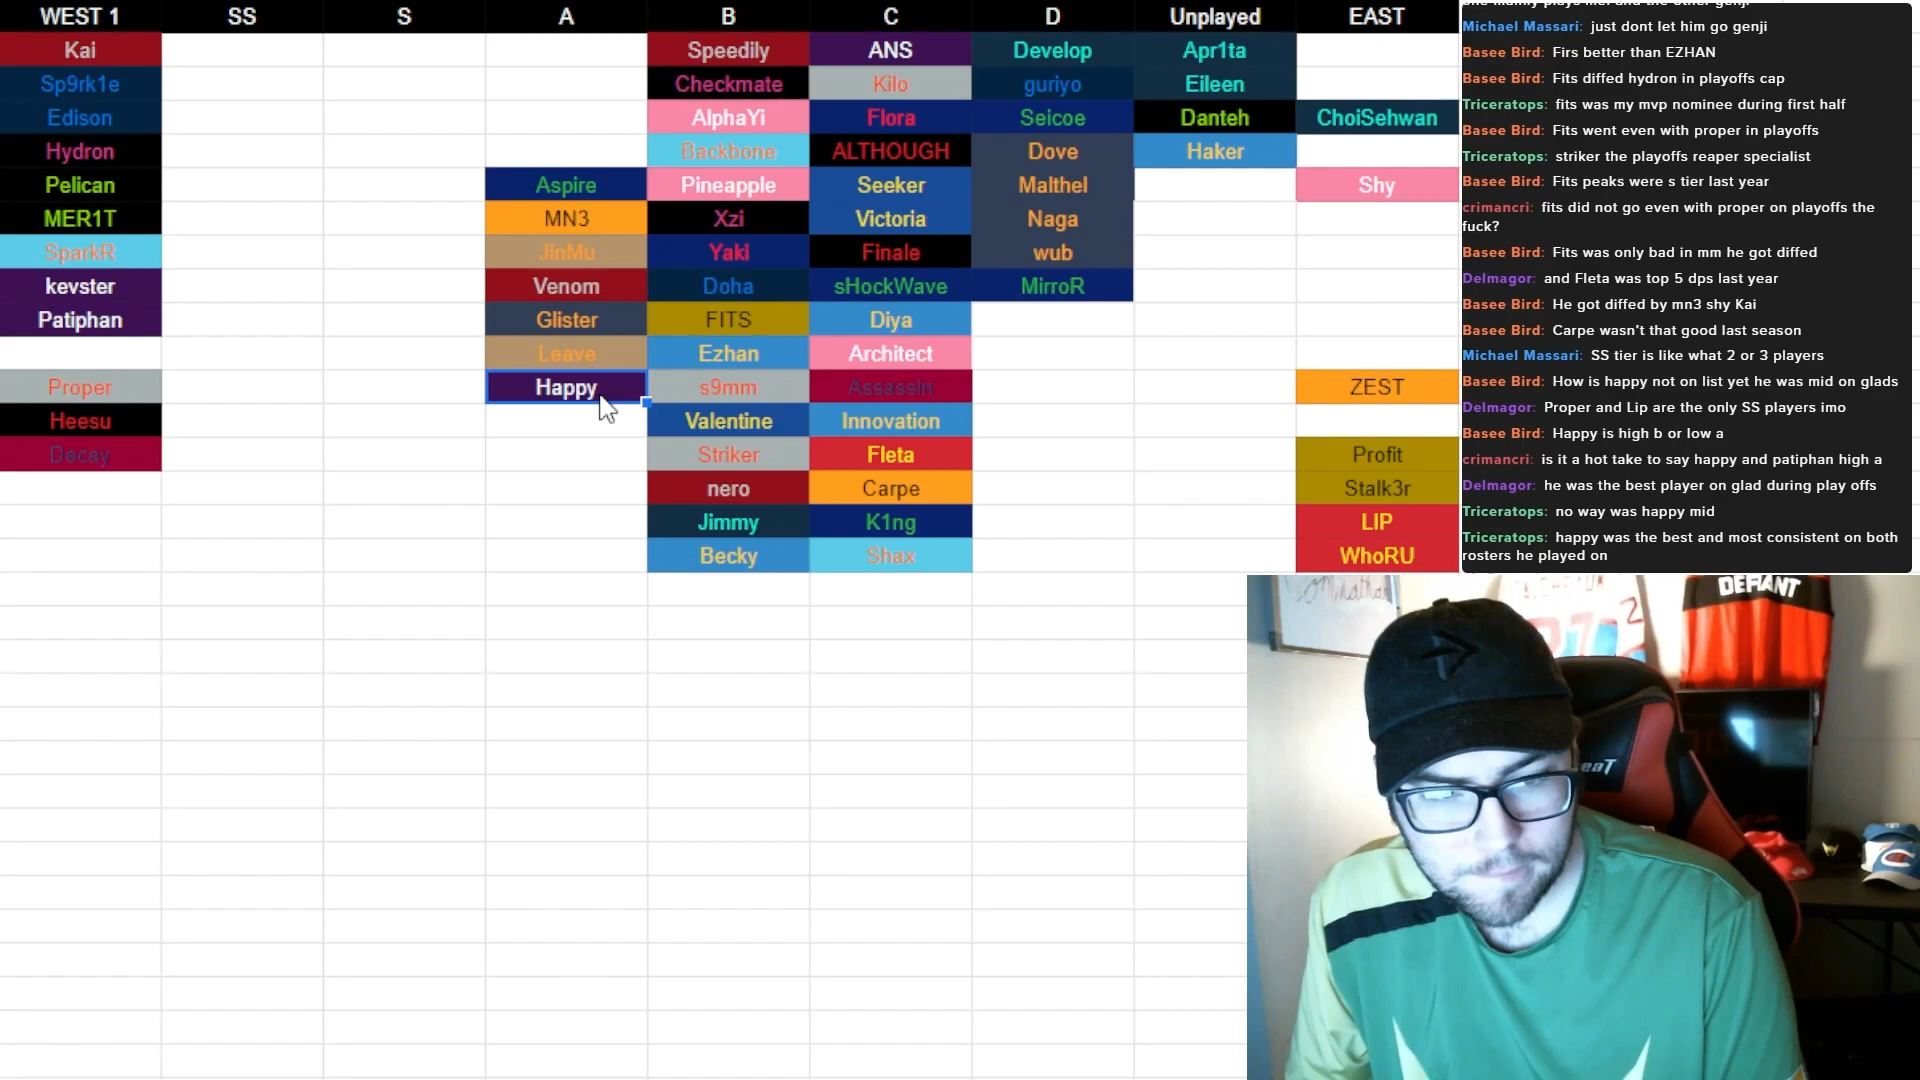 WEST 1 SS S A B C D Unplayed EAST
Kai Speedily ANS Develop Apr1ta
Sp9rk1e Checkmate Kilo guriyo Eileen
Edison AlphaYi Flora Seicoe Danteh ChoiSehwan
Hydron Backbone ALTHOUGH Dove Haker
Pelican Aspire Pineapple Seeker Malthel Shy
MER1T MN3 Xzi Victoria Naga
SparkR JinMu Yaki Finale wub
kevster Venom Doha sHockWave MirroR
Patiphan Glister FITS Diya
Leave Ezhan Architect
Proper Happy s9mm Assassin ZEST
Heesu Valentine Innovation
Decay Striker Fleta Profit
nero Carpe Stalk3r
Jimmy K1ng LIP
Becky Shax WhoRU
Michael Massari: just dont let him go genji
Basee Bird: Firs better than EZHAN
Basee Bird: Fits diffed hydron in playoffs cap
Triceratops: fits was my mvp nominee during first half
Basee Bird: Fits went even with proper in playoffs
Triceratops: striker the playoffs reaper specialist
Basee Bird: Fits peaks were s tier last year
crimancri: fits did not go even with proper on playoffs the
fuck?
Basee Bird: Fits was only bad in mm he got diffed
Delmagor: and Fleta was top 5 dps last year
Basee Bird: He got diffed by mn3 shy Kai
Basee Bird: Carpe wasn't that good last season
Michael Massari: SS tier is like what 2 or 3 players
Basee Bird: How is happy not on list yet he was mid on glads
Delmagor: Proper and Lip are the only SS players imo
Basee Bird: Happy is high b or low a
crimancri: is it a hot take to say happy and patiphan high a
Delmagor: he was the best player on glad during play offs
Triceratops: no way was happy mid
Triceratops: happy was the best and most consistent on both
rosters he played on
DEFIANT